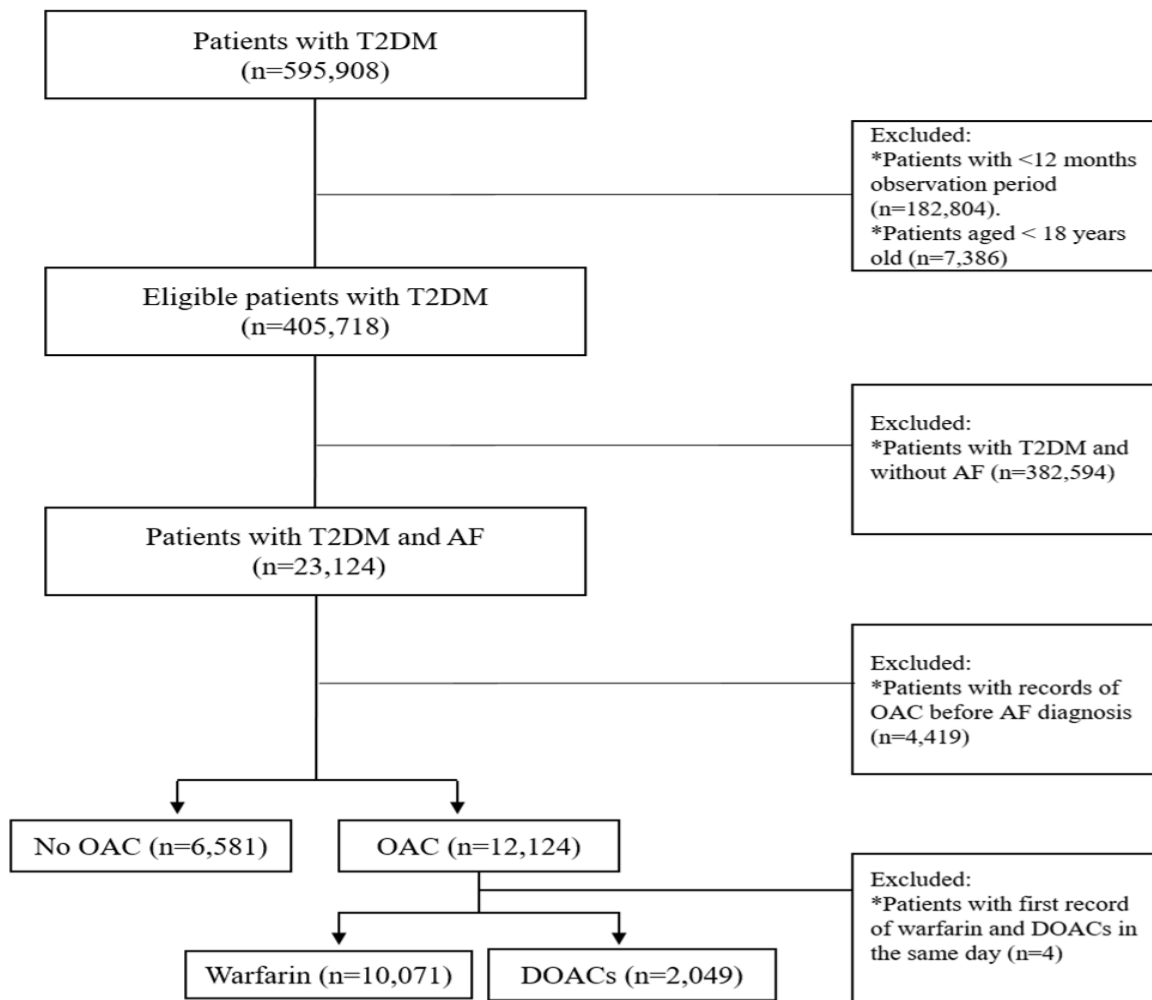 Patients with T2DM
(n=595,908)
Excluded:
*Patients with <12 months
observation period
(n=182,804).
*Patients aged < 18 years
old (n=7,386)
Eligible patients with T2DM
(n=405,718)
Excluded:
*Patients with T2DM and
without AF (n=382,594)
Patients with T2DM and AF
(n=23,124)
Excluded:
*Patients with records of
OAC before AF diagnosis
(n=4,419)
No OAC (n=6,581)
OAC (n=12,124)
Excluded:
*Patients with first record
of warfarin and DOACs in
the same day (n=4)
Warfarin (n=10,071)
DOACs (n=2,049)